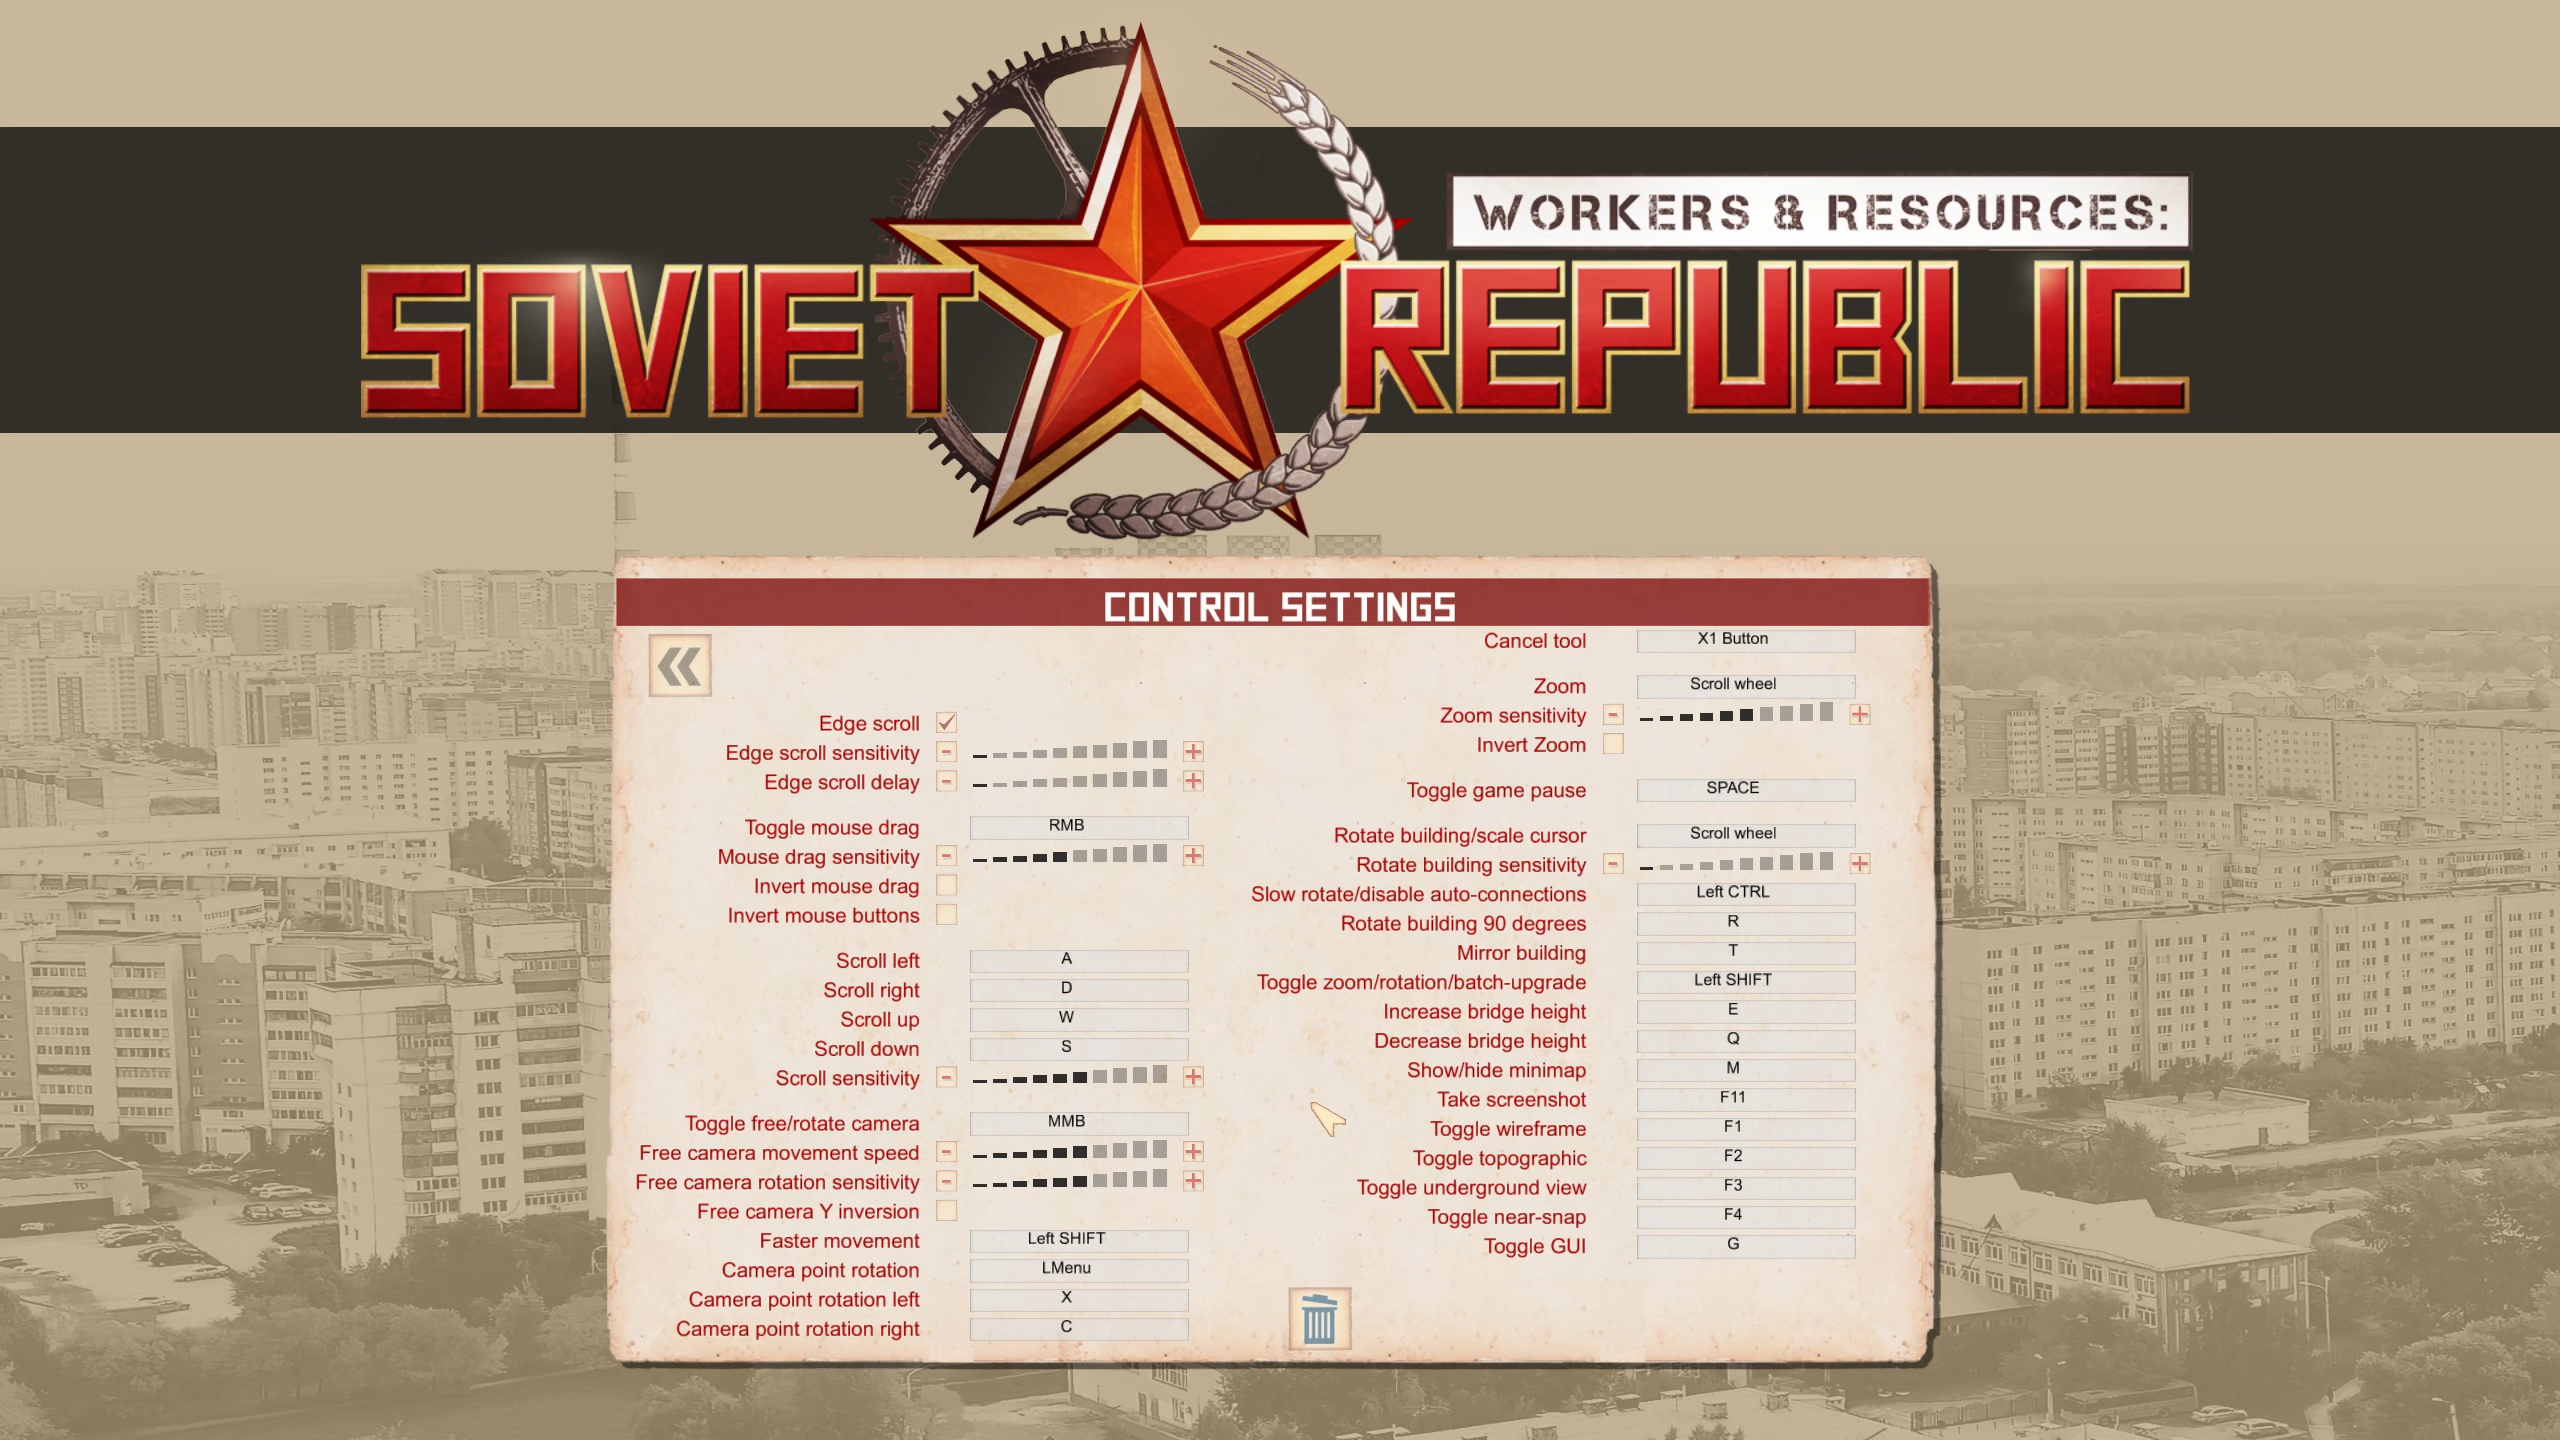 WORKERS & RESOURCES:
SOVIET REPUBLIC
CONTROL SETTINGS
Edge scroll
Edge scroll sensitivity
Edge scroll delay
Toggle mouse drag RMB
Mouse drag sensitivity
Invert mouse drag
Invert mouse buttons
Scroll left A
Scroll right D
Scroll up W
Scroll down S
Scroll sensitivity
Toggle free/rotate camera MMB
Free camera movement speed
Free camera rotation sensitivity
Free camera Y inversion
Faster movement Left SHIFT
Camera point rotation LMenu
Camera point rotation left X
Camera point rotation right C
Cancel tool X1 Button
Zoom Scroll wheel
Zoom sensitivity
Invert Zoom
Toggle game pause SPACE
Rotate building/scale cursor Scroll wheel
Rotate building sensitivity
Slow rotate/disable auto-connections Left CTRL
Rotate building 90 degrees R
Mirror building T
Toggle zoom/rotation/batch-upgrade Left SHIFT
Increase bridge height E
Decrease bridge height Q
Show/hide minimap M
Take screenshot F11
Toggle wireframe F1
Toggle topographic F2
Toggle underground view F3
Toggle near-snap F4
Toggle GUI G